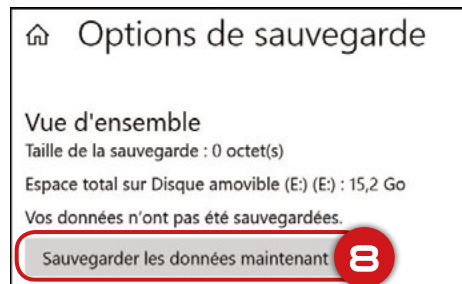 Options de sauvegarde
Vue d'ensemble
Taille de la sauvegarde : 0 octet(s)
Espace total sur Disque amovible (E:) (E:) : 15,2 Go
Vos données n'ont pas été sauvegardées.
Sauvegarder les données maintenant 8